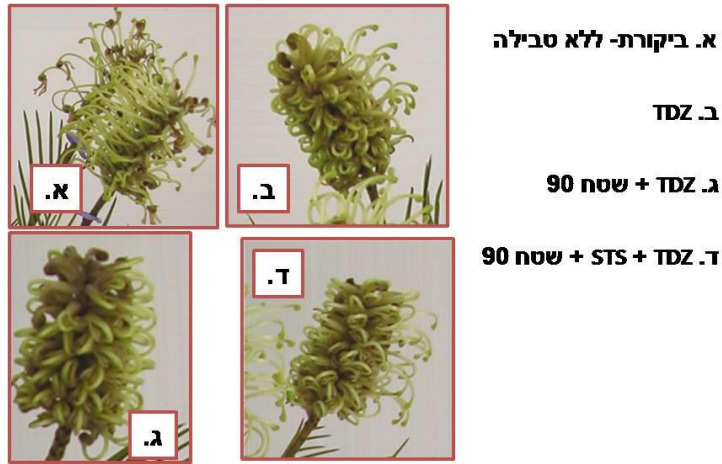 א. ביקורת- ללא טבילה
ב. TDZ
ג. TDZ + שטח 90
ד. STS + TDZ + שטח 90
א.
ב.
ג.
ד.